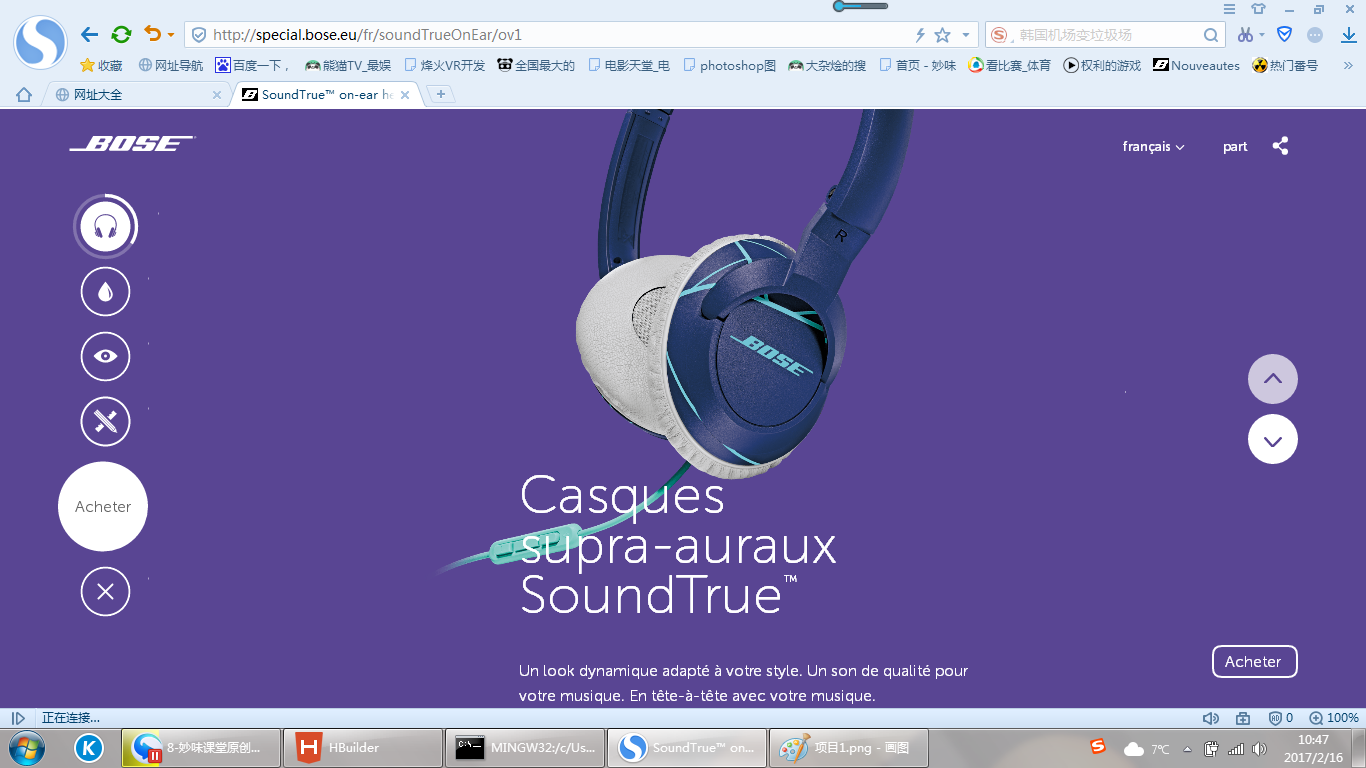 http://special.bose.eu/fr/soundTrueOnEar/ov1
韩国机场变垃圾场
收藏 网址导航 百度一下， 熊猫TV_最娱 烽火VR开发 全国最大的 电影天堂_电 photoshop图 大杂烩的搜 首页 - 妙味 看比赛_体育 权利的游戏 Nouveautes 热门番号 »
网址大全 SoundTrue™ on-ear he
BOSE
français part
R
BOSE
Acheter
Casques
supra-auraux
SoundTrue™
Un look dynamique adapté à votre style. Un son de qualité pour
votre musique. En tête-à-tête avec votre musique.
Acheter
正在连接... 0 100%
8-妙味课堂原创... HBuilder MINGW32:/c/Us... SoundTrue™ on... 项目1.png - 画图 7℃ 10:47
2017/2/16